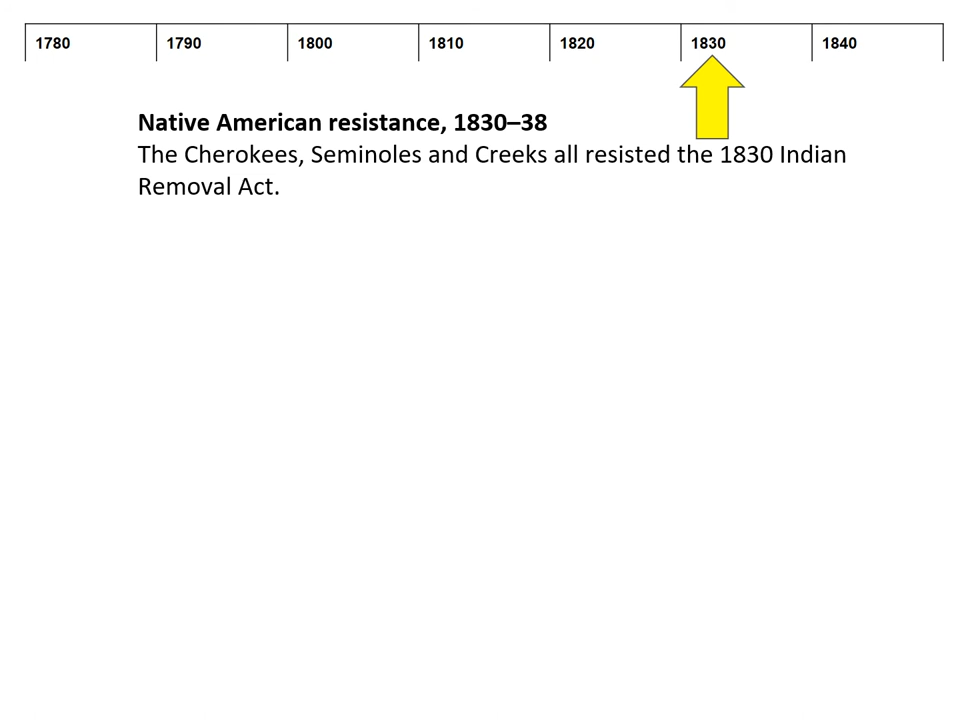 1780 1790 1800 1810 1820 1830 1840
Native American resistance, 1830–38
The Cherokees, Seminoles and Creeks all resisted the 1830 Indian
Removal Act.